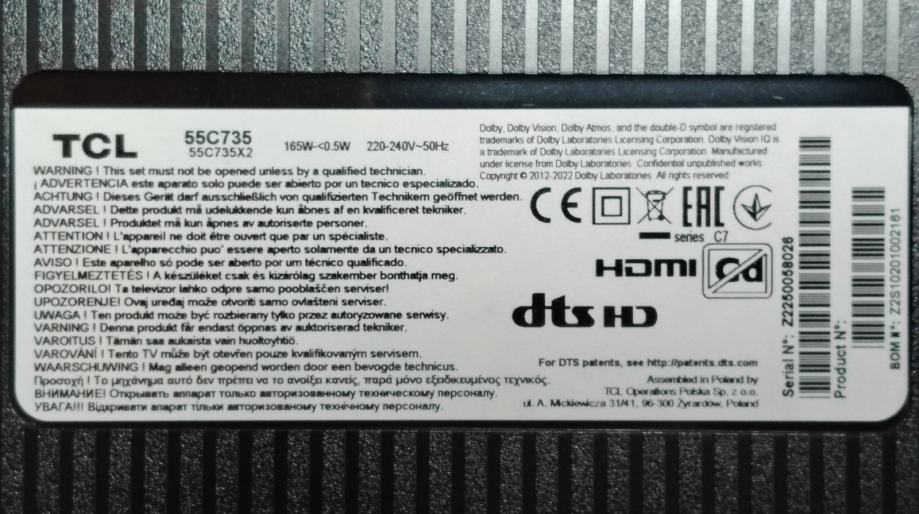 TCL
55C735
55C735X2
165W-<0.5W 220-240V~50Hz
WARNING ! This set must not be opened unless by a qualified technician.
¡ ADVERTENCIA este aparato solo puede ser abierto por un tecnico especializado.
ACHTUNG ! Dieses Gerät darf ausschließlich von qualifizierten Technikern geöffnet werden.
ADVARSEL ! Dette produkt må udelukkende kun åbnes af en kvalificeret tekniker.
ADVARSEL ! Produktet må kun åpnes av autoriserte personer.
ATTENTION ! L'appareil ne doit être ouvert que par un spécialiste.
ATTENZIONE ! L'apparecchio puo' essere aperto solamente da un tecnico specializzato.
AVISO ! Este aparelho só pode ser aberto por um técnico qualificado.
FIGYELMEZTETÉS ! A készüléket csak és kizárólag szakember bonthatja meg.
OPOZORILO! Ta televizor lahko odpre samo pooblaščen serviser!
UPOZORENJE! Ovaj uređaj može otvoriti samo ovlašteni serviser.
UWAGA ! Ten produkt może być rozbierany tylko przez autoryzowane serwisy.
VARNING ! Denna produkt får endast öppnas av auktoriserad tekniker.
VAROITUS ! Tämän saa aukaista vain huoltoyhtiö.
VAROVÁNÍ ! Tento TV může být otevřen pouze kvalifikovaným servisem.
WAARSCHUWING ! Mag alleen geopend worden door een bevoegde technicus.
Προσοχή ! Το μηχάνημα αυτό δεν πρέπει να το ανοίξει κανείς, παρά μόνο εξειδικευμένος τεχνικός.
ВНИМАНИЕ! Открывать аппарат только авторизованному техническому персоналу.
УВАГА!!! Відкривати апарат тільки авторизованому технічному персоналу.
Dolby, Dolby Vision, Dolby Atmos, and the double-D symbol are registered
trademarks of Dolby Laboratories Licensing Corporation. Dolby Vision IQ is
a trademark of Dolby Laboratories Licensing Corporation. Manufactured
under license from Dolby Laboratories. Confidential unpublished works.
Copyright © 2012-2022 Dolby Laboratories. All rights reserved.
CE EAC
series C7
HDMI Cd
dts HD
For DTS patents, see http://patents.dts.com
Assembled in Poland by
TCL Operations Polska Sp. z o.o.
ul. A. Mickiewicza 31/41, 96-300 Żyrardów, Poland
Serial N°: Z2250058026
Product N°:
BOM N°: Z2S10201002161